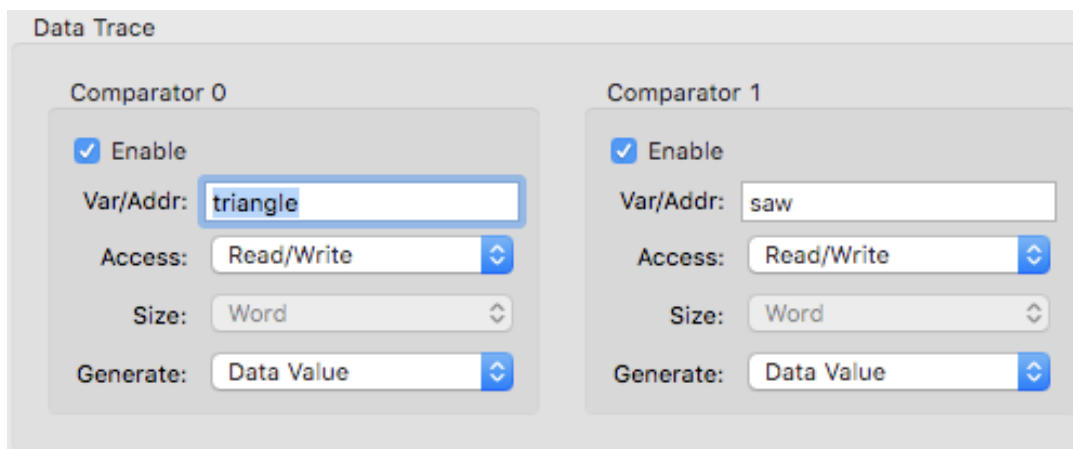 Data Trace
Comparator 0
Enable
Var/Addr: triangle
Access: Read/Write
Size: Word
Generate: Data Value
Comparator 1
Enable
Var/Addr: saw
Access: Read/Write
Size: Word
Generate: Data Value